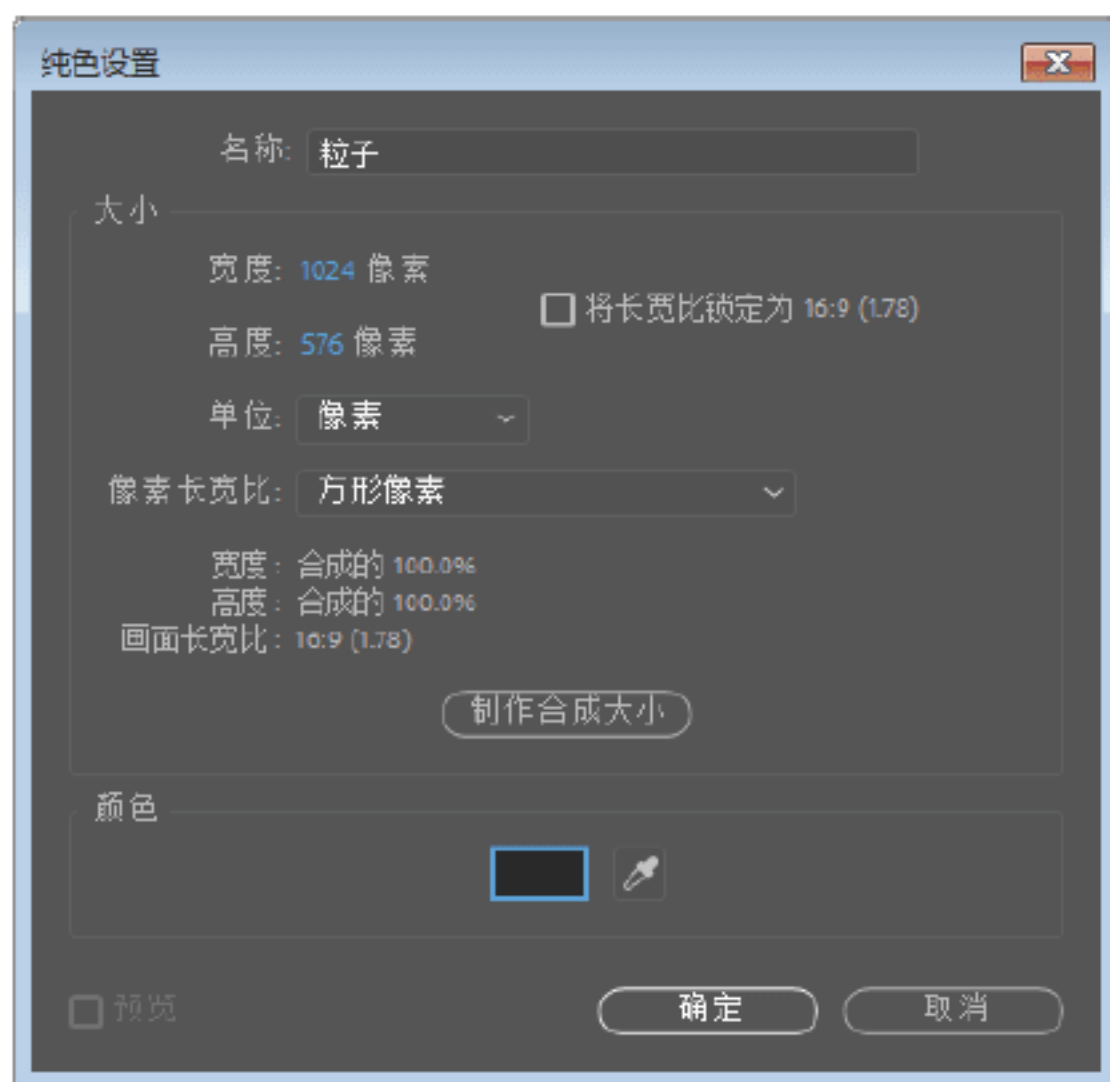 纯色设置
名称: 粒子
大小
宽度: 1024 像素
将长宽比锁定为 16:9 (1.78)
高度: 576 像素
单位: 像素
像素长宽比: 方形像素
宽度: 合成的 100.0%
高度: 合成的 100.0%
画面长宽比: 16:9 (1.78)
制作合成大小
颜色
预览
确定
取消